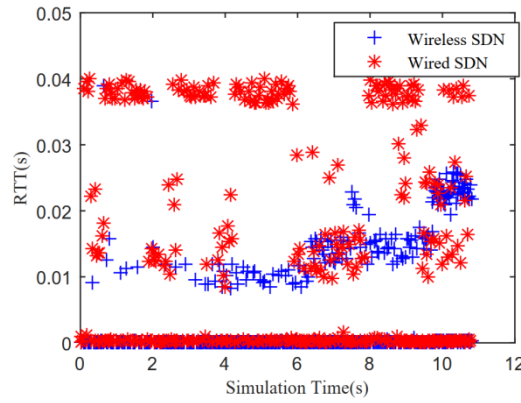 0.05
Wireless SDN
Wired SDN
0.04
0.03
RTT(s)
0.02
0.01
0
0 2 4 6 8 10 12
Simulation Time(s)